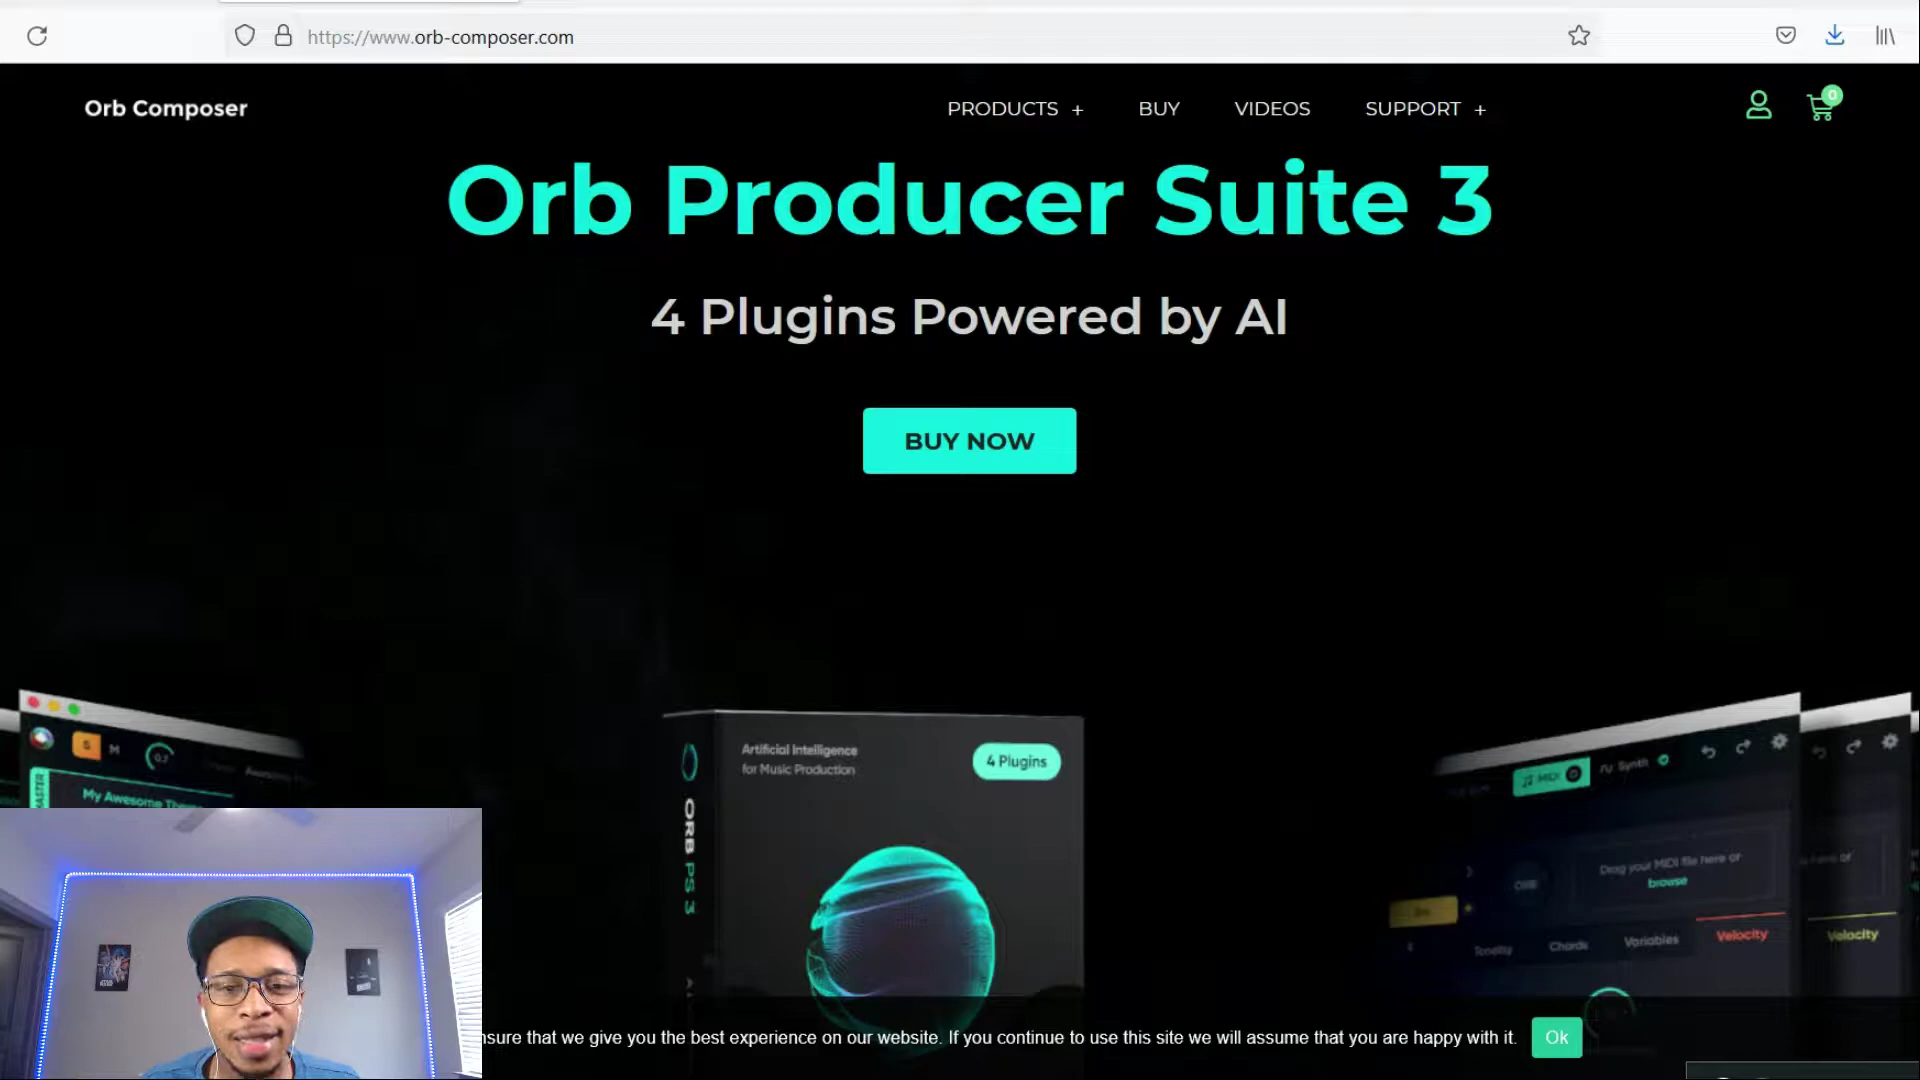 https://www.orb-composer.com
Orb Composer
PRODUCTS +
BUY
VIDEOS
SUPPORT +
0
Orb Producer Suite 3
4 Plugins Powered by AI
BUY NOW
Artificial Intelligence
for Music Production
4 Plugins
ORB PS 3
S M 0.7
MASTER
My Awesome
MIDI
Synth
Drag your MIDI file here or
browse
Tonality Chords Variables Velocity
Velocity
nsure that we give you the best experience on our website. If you continue to use this site we will assume that you are happy with it.
Ok